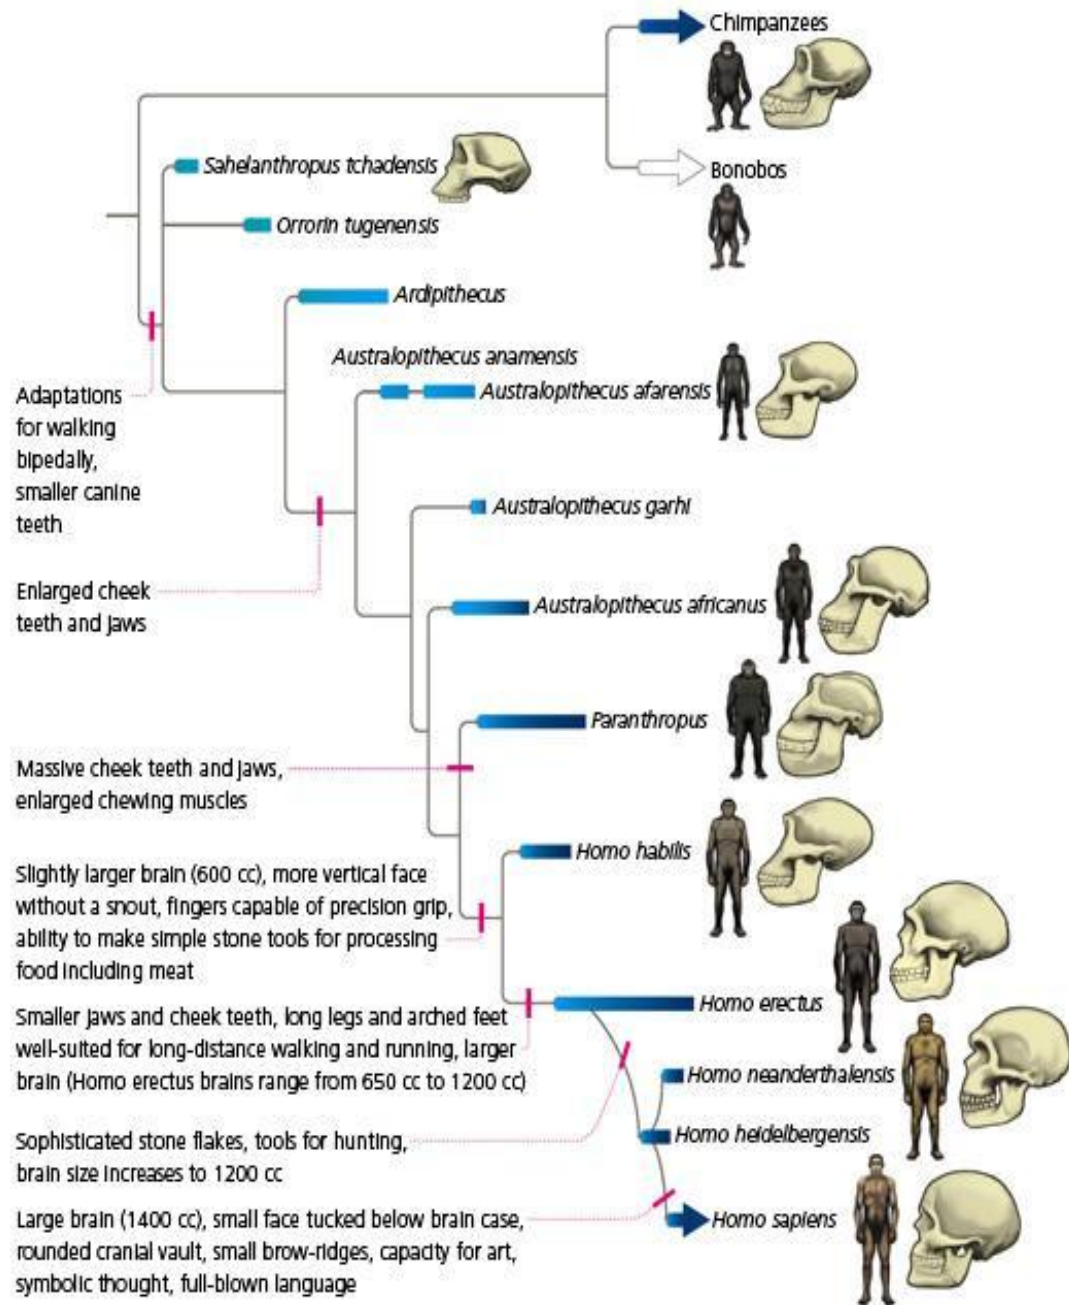 Chimpanzees
Sahelanthropus tchadensis
Bonobos
Orrorin tugenensis
Ardipithecus
Australopithecus anamensis
Australopithecus afarensis
Adaptations
for walking
bipedally,
smaller canine
teeth
Australopithecus garhi
Enlarged cheek
teeth and jaws
Australopithecus africanus
Paranthropus
Massive cheek teeth and jaws,
enlarged chewing muscles
Homo habilis
Slightly larger brain (600 cc), more vertical face
without a snout, fingers capable of precision grip,
ability to make simple stone tools for processing
food including meat
Homo erectus
Smaller jaws and cheek teeth, long legs and arched feet
well-suited for long-distance walking and running, larger
brain (Homo erectus brains range from 650 cc to 1200 cc)
Homo neanderthalensis
Homo heidelbergensis
Sophisticated stone flakes, tools for hunting,
brain size increases to 1200 cc
Large brain (1400 cc), small face tucked below brain case,
rounded cranial vault, small brow-ridges, capacity for art,
symbolic thought, full-blown language
Homo sapiens